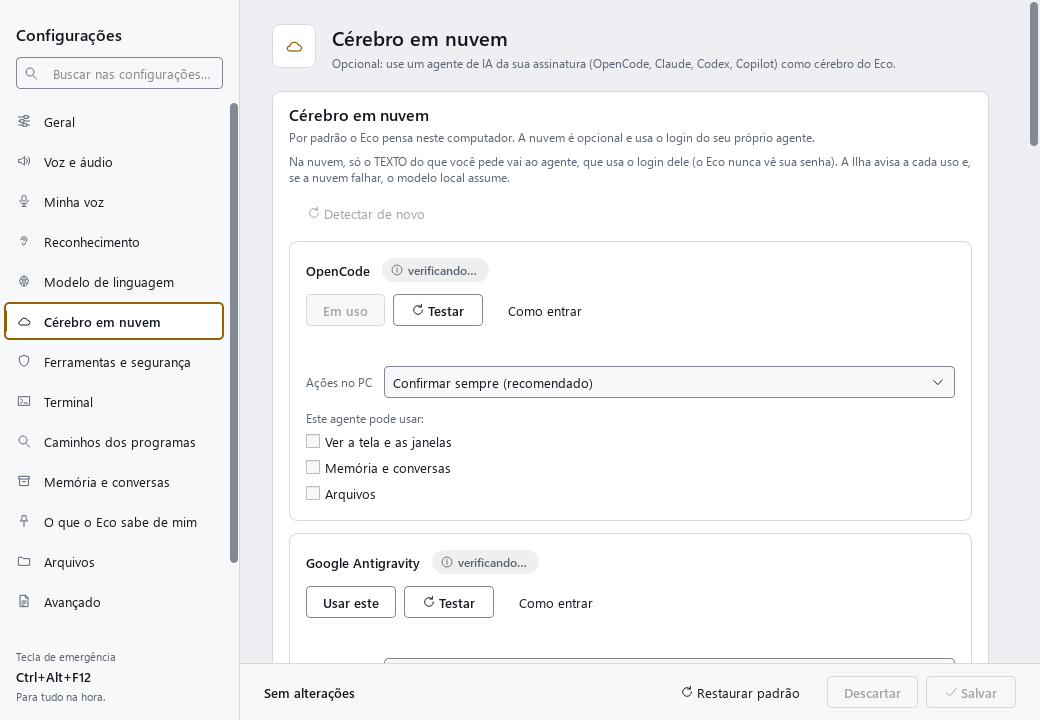 Configurações
Buscar nas configurações...
Geral
Voz e áudio
Minha voz
Reconhecimento
Modelo de linguagem
Cérebro em nuvem
Ferramentas e segurança
Terminal
Caminhos dos programas
Memória e conversas
O que o Eco sabe de mim
Arquivos
Avançado
Tecla de emergência
Ctrl+Alt+F12
Para tudo na hora.
Cérebro em nuvem
Opcional: use um agente de IA da sua assinatura (OpenCode, Claude, Codex, Copilot) como cérebro do Eco.
Cérebro em nuvem
Por padrão o Eco pensa neste computador. A nuvem é opcional e usa o login do seu próprio agente.
Na nuvem, só o TEXTO do que você pede vai ao agente, que usa o login dele (o Eco nunca vê sua senha). A Ilha avisa a cada uso e,
se a nuvem falhar, o modelo local assume.
Detectar de novo
OpenCode verificando...
Em uso Testar Como entrar
Ações no PC Confirmar sempre (recomendado)
Este agente pode usar:
Ver a tela e as janelas
Memória e conversas
Arquivos
Google Antigravity verificando...
Usar este Testar Como entrar
Sem alterações Restaurar padrão Descartar Salvar